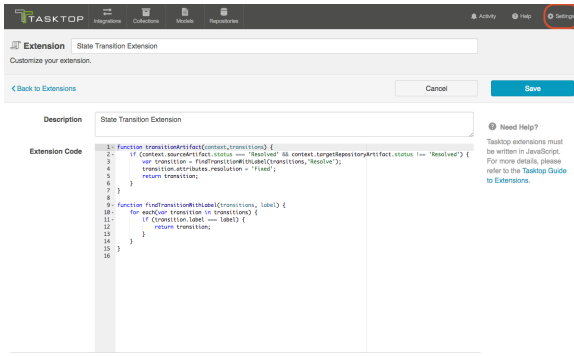 TASKTOP
Integrations Collections Models Repositories
Activity Help Settings
Extension State Transition Extension
Customize your extension.
Back to Extensions Cancel Save
Description State Transition Extension
Need Help?
Tasktop extensions must
be written in JavaScript.
For more details, please
refer to the Tasktop Guide
to Extensions.
Extension Code
1 function transitionArtifact(context,transitions) {
2 if (context.sourceArtifact.status === 'Resolved' && context.targetRepositoryArtifact.status !== 'Resolved') {
3 var transition = findTransitionWithLabel(transitions,'Resolve');
4 transition.attributes.resolution = 'Fixed';
5 return transition;
6 }
7 }
8
9 function findTransitionWithLabel(transitions, label) {
10 for each(var transition in transitions) {
11 if (transition.label === label) {
12 return transition;
13 }
14 }
15 }
16